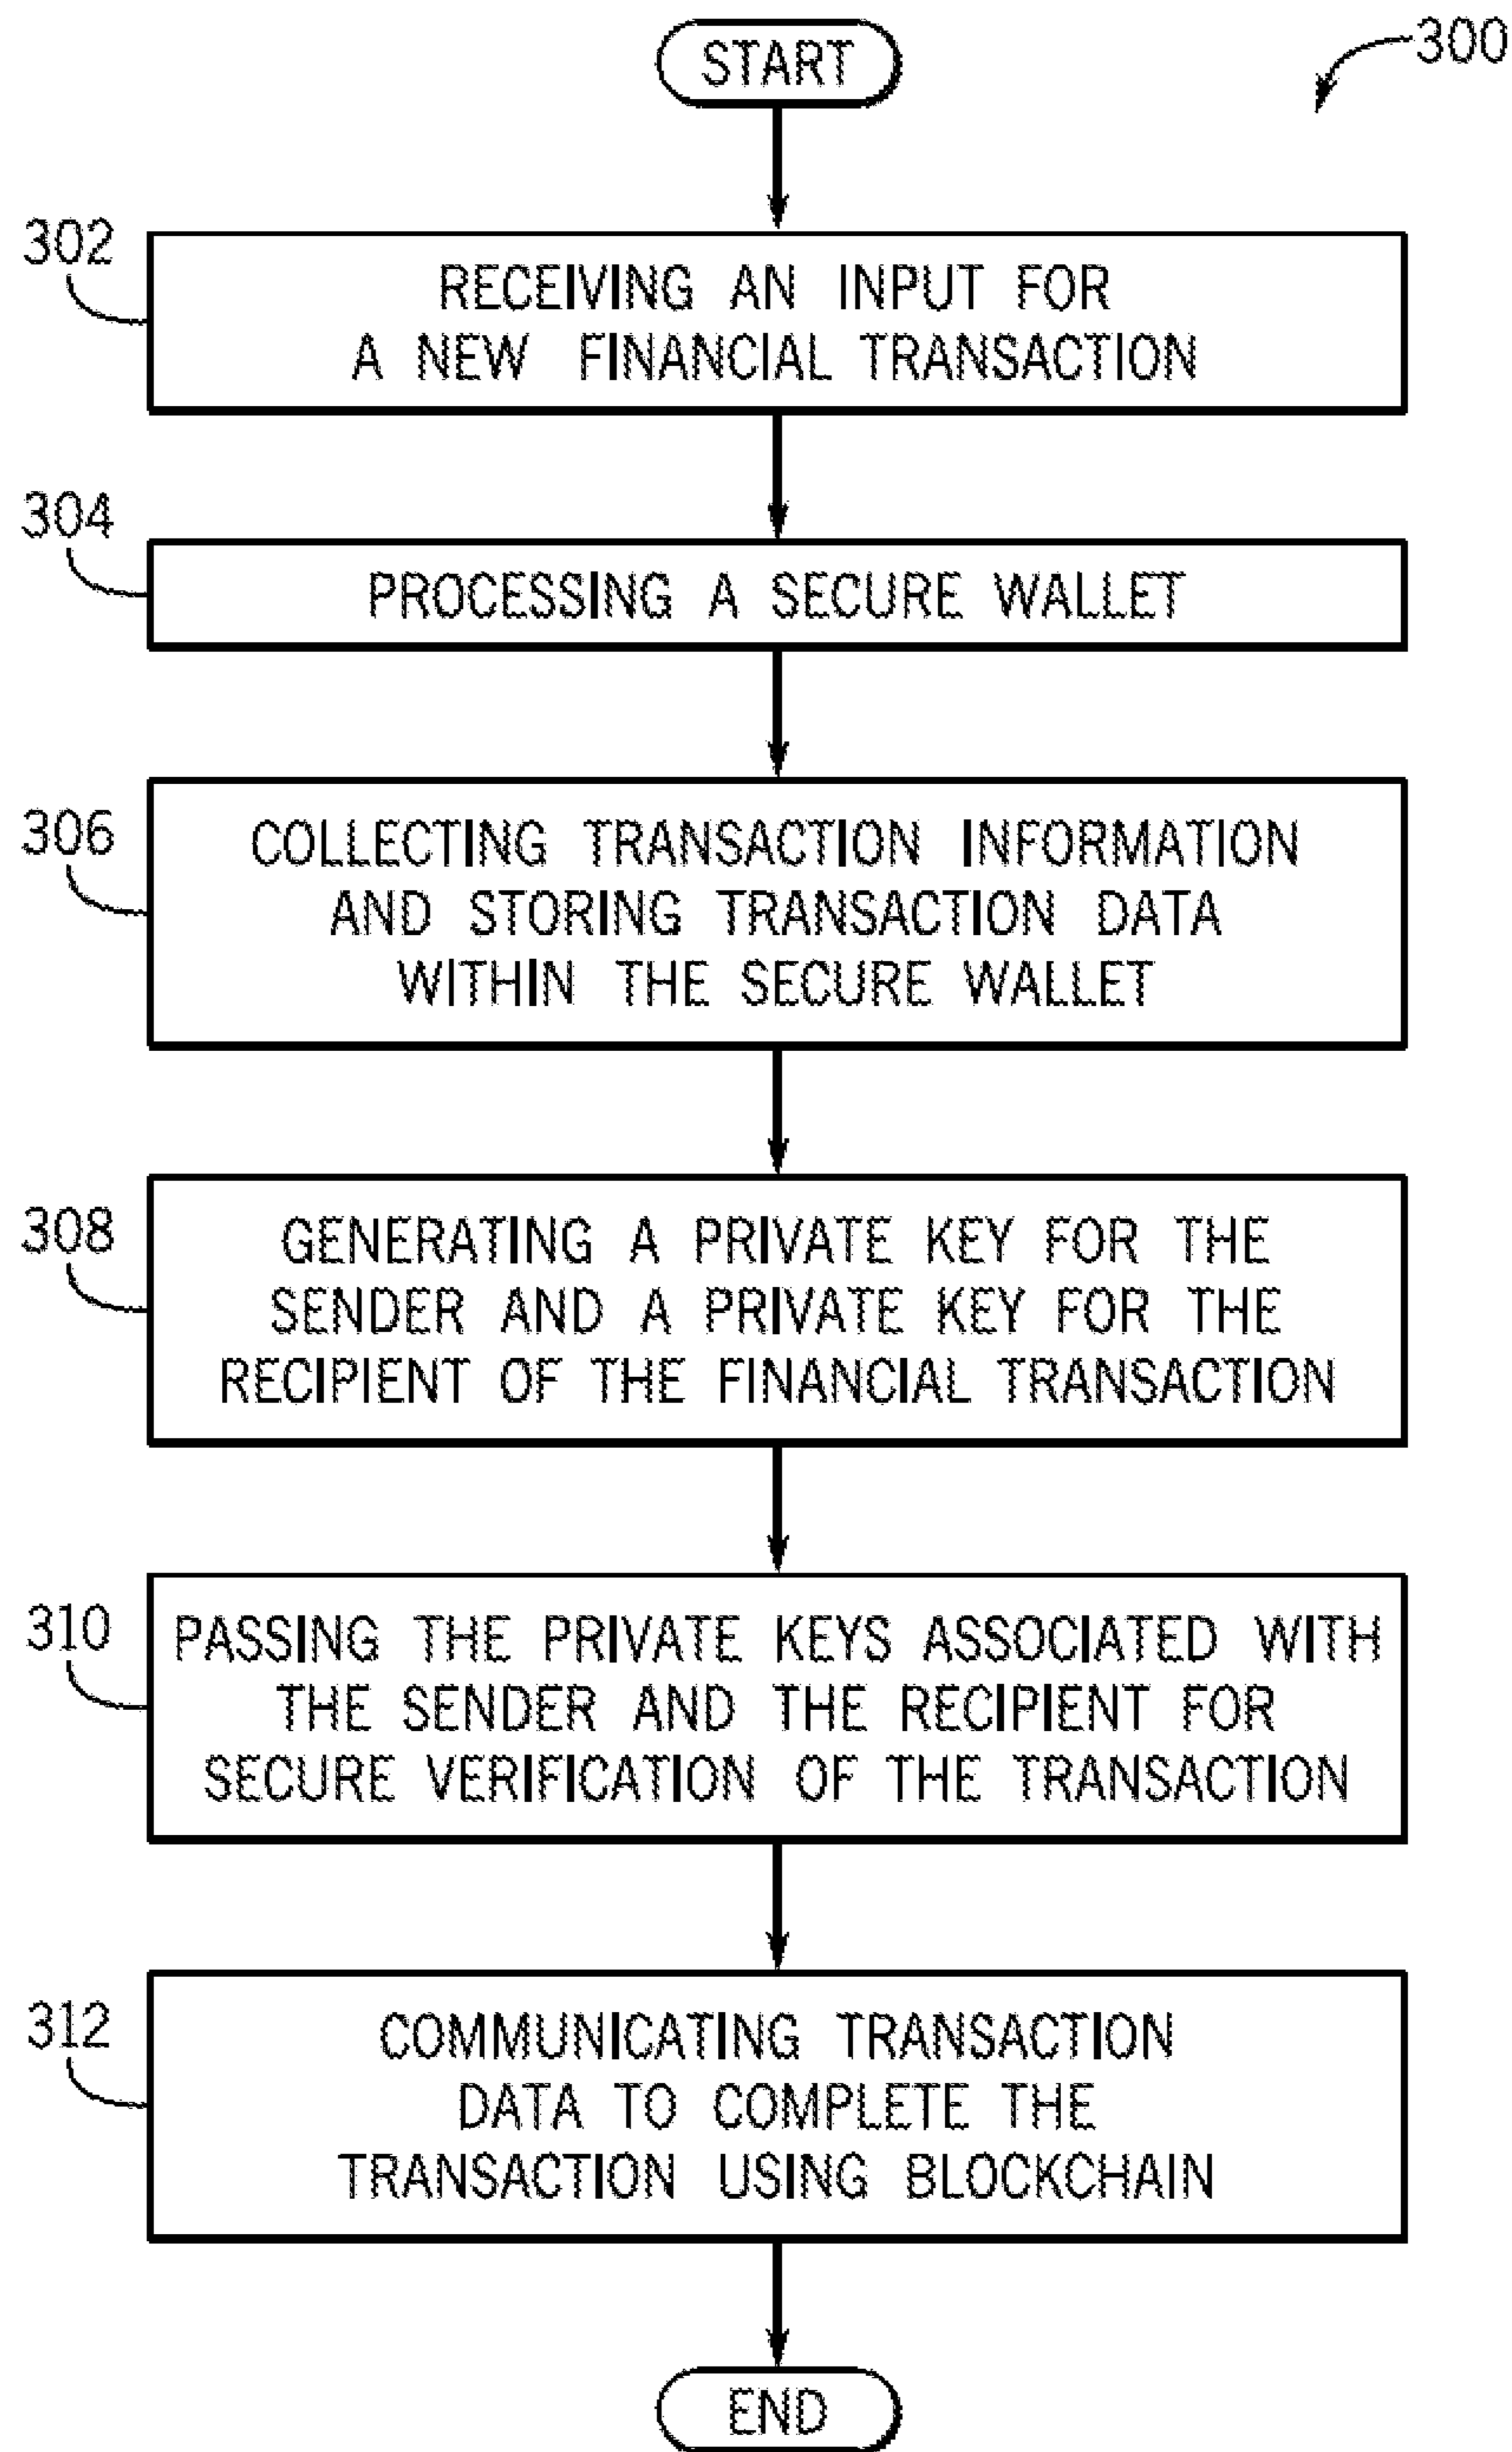 START
300
302
RECEIVING AN INPUT FOR
A NEW FINANCIAL TRANSACTION
304
PROCESSING A SECURE WALLET
306
COLLECTING TRANSACTION INFORMATION
AND STORING TRANSACTION DATA
WITHIN THE SECURE WALLET
308
GENERATING A PRIVATE KEY FOR THE
SENDER AND A PRIVATE KEY FOR THE
RECIPIENT OF THE FINANCIAL TRANSACTION
310
PASSING THE PRIVATE KEYS ASSOCIATED WITH
THE SENDER AND THE RECIPIENT FOR
SECURE VERIFICATION OF THE TRANSACTION
312
COMMUNICATING TRANSACTION
DATA TO COMPLETE THE
TRANSACTION USING BLOCKCHAIN
END